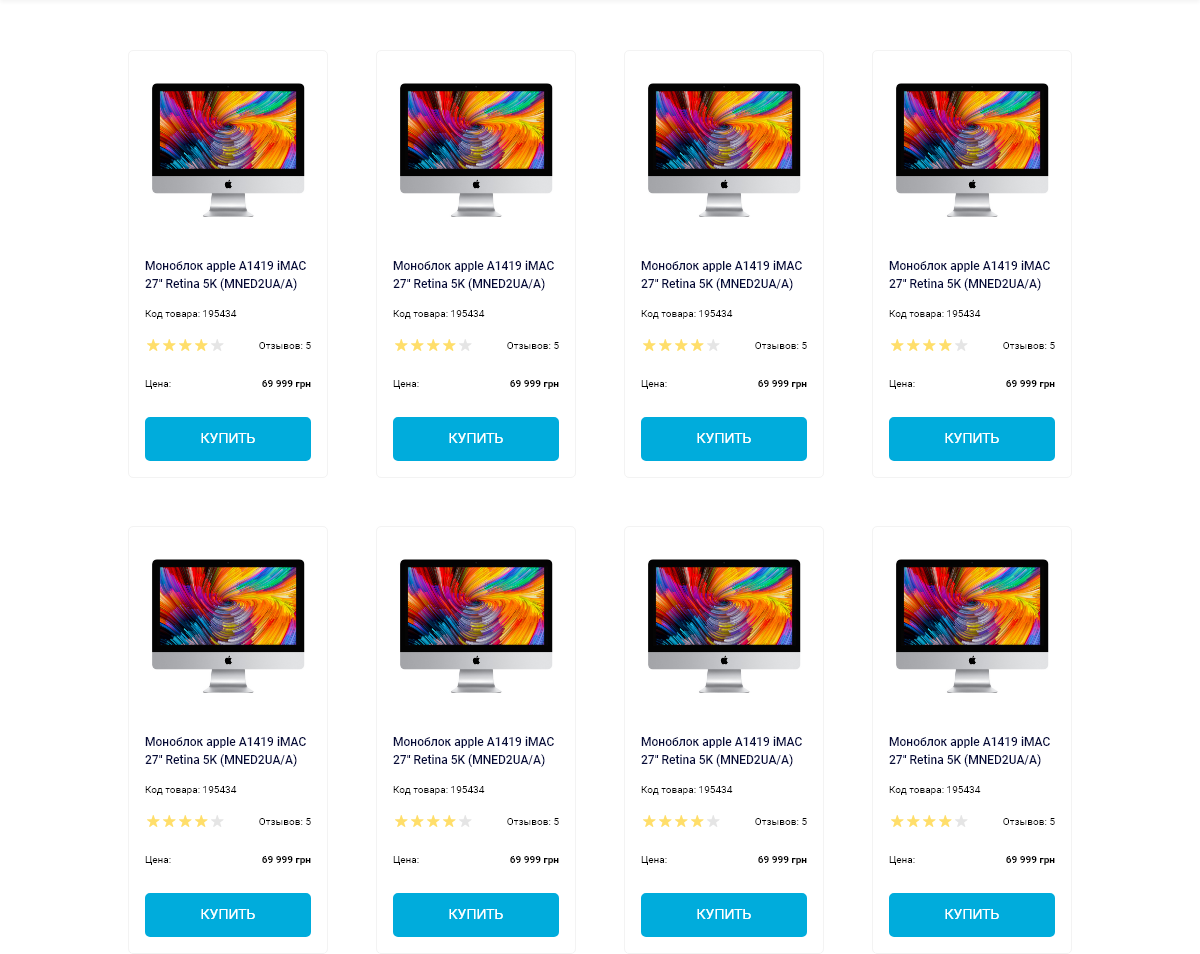 Моноблок apple A1419 iMAC
27" Retina 5K (MNED2UA/A)
Код товара: 195434
Отзывов: 5
Цена: 69 999 грн
КУПИТЬ
Моноблок apple A1419 iMAC
27" Retina 5K (MNED2UA/A)
Код товара: 195434
Отзывов: 5
Цена: 69 999 грн
КУПИТЬ
Моноблок apple A1419 iMAC
27" Retina 5K (MNED2UA/A)
Код товара: 195434
Отзывов: 5
Цена: 69 999 грн
КУПИТЬ
Моноблок apple A1419 iMAC
27" Retina 5K (MNED2UA/A)
Код товара: 195434
Отзывов: 5
Цена: 69 999 грн
КУПИТЬ
Моноблок apple A1419 iMAC
27" Retina 5K (MNED2UA/A)
Код товара: 195434
Отзывов: 5
Цена: 69 999 грн
КУПИТЬ
Моноблок apple A1419 iMAC
27" Retina 5K (MNED2UA/A)
Код товара: 195434
Отзывов: 5
Цена: 69 999 грн
КУПИТЬ
Моноблок apple A1419 iMAC
27" Retina 5K (MNED2UA/A)
Код товара: 195434
Отзывов: 5
Цена: 69 999 грн
КУПИТЬ
Моноблок apple A1419 iMAC
27" Retina 5K (MNED2UA/A)
Код товара: 195434
Отзывов: 5
Цена: 69 999 грн
КУПИТЬ